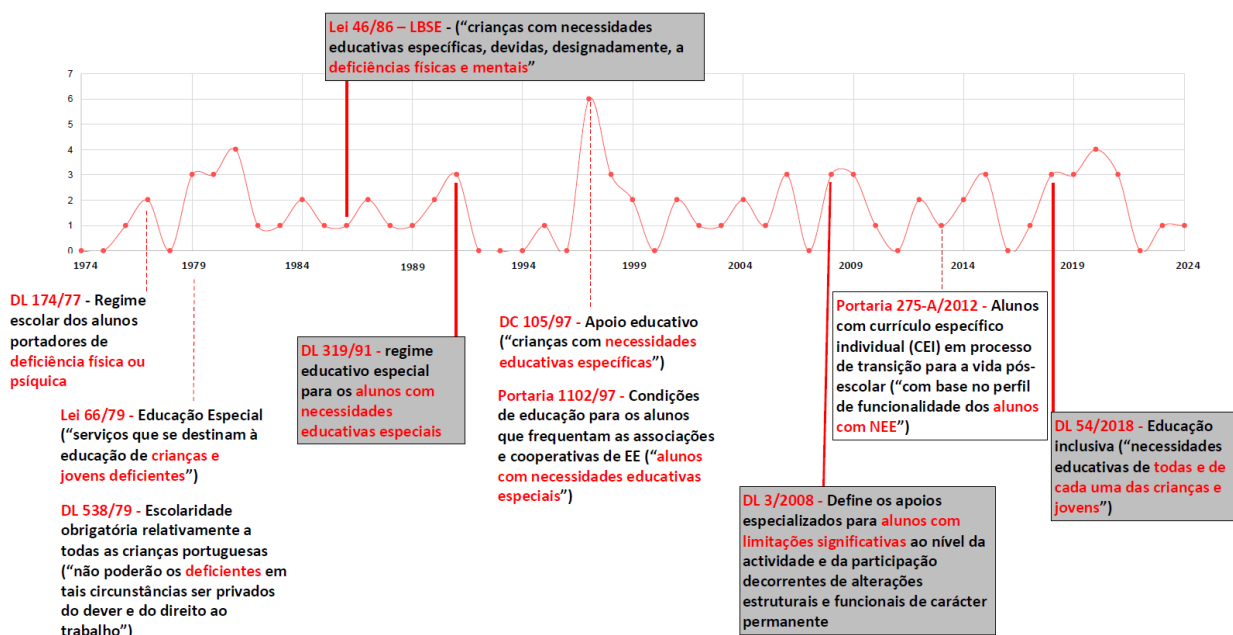 Lei 46/86 – LBSE - (“crianças com necessidades
educativas específicas, devidas, designadamente, a
deficiências físicas e mentais”
7
6
5
4
3
2
1
0
1974
1979
1984
1989
1994
1999
2004
2009
2014
2019
2024
DL 174/77 - Regime
escolar dos alunos
portadores de
deficiência física ou
psíquica
Lei 66/79 - Educação Especial
(“serviços que se destinam à
educação de crianças e
jovens deficientes”)
DL 538/79 - Escolaridade
obrigatória relativamente a
todas as crianças portuguesas
(“não poderão os deficientes em
tais circunstâncias ser privados
do dever e do direito ao
trabalho”)
DL 319/91 - regime
educativo especial
para os alunos com
necessidades
educativas especiais
DC 105/97 - Apoio educativo
(“crianças com necessidades
educativas específicas”)
Portaria 1102/97 - Condições
de educação para os alunos
que frequentam as associações
e cooperativas de EE (“alunos
com necessidades educativas
especiais”)
DL 3/2008 - Define os apoios
especializados para alunos com
limitações significativas ao nível da
actividade e da participação
decorrentes de alterações
estruturais e funcionais de carácter
permanente
Portaria 275-A/2012 - Alunos
com currículo específico
individual (CEI) em processo
de transição para a vida pós-
escolar (“com base no perfil
de funcionalidade dos alunos
com NEE”)
DL 54/2018 - Educação
inclusiva (“necessidades
educativas de todas e de
cada uma das crianças e
jovens”)